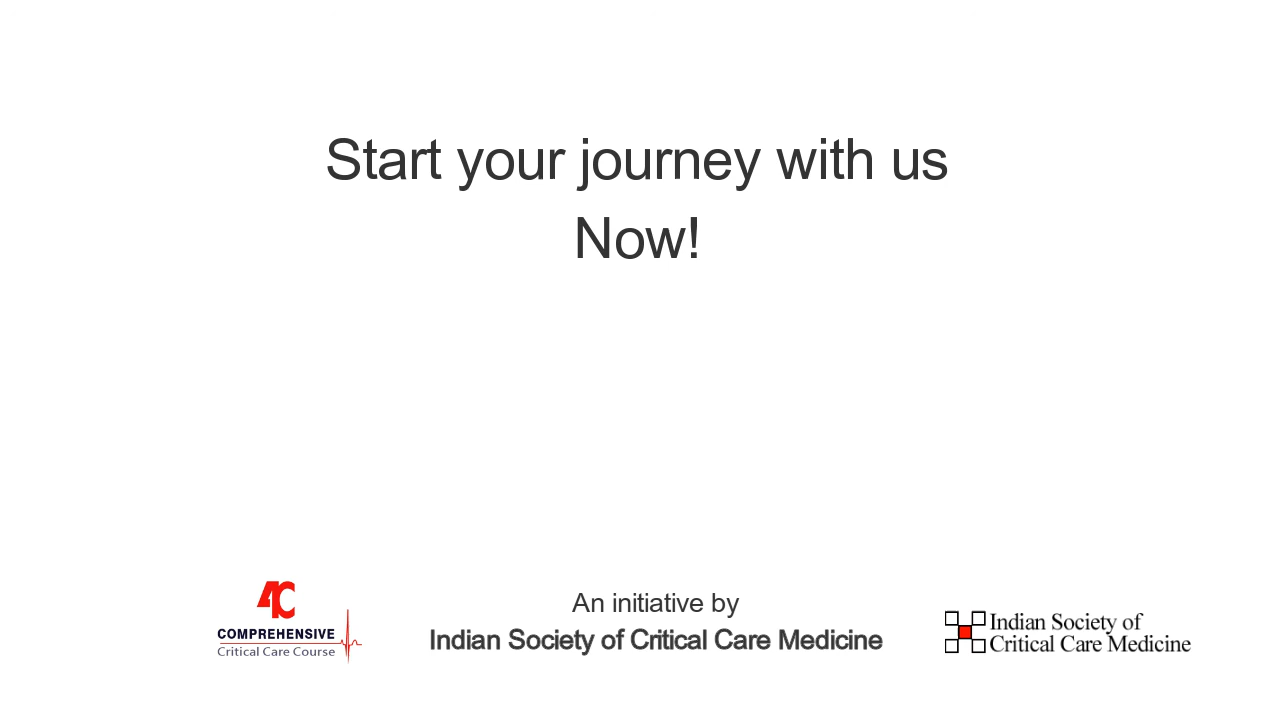 Start your journey with us
Now!
4C
COMPREHENSIVE
Critical Care Course
An initiative by
Indian Society of Critical Care Medicine
Indian Society of
Critical Care Medicine